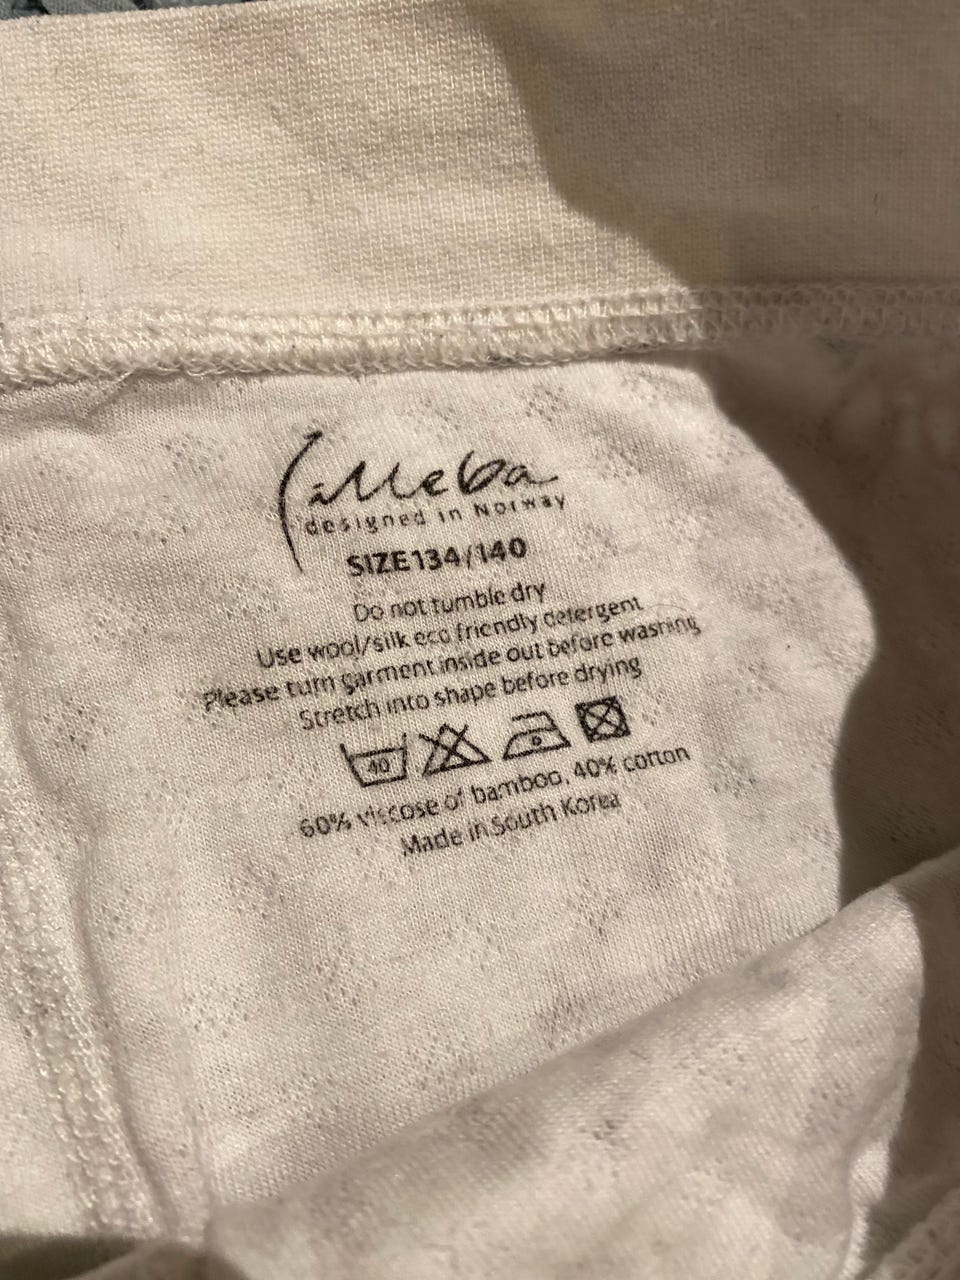 illeba
designed in Norway
SIZE134/140
Do not tumble dry
Use wool/silk eco friendly detergent
Please turn garment inside out before washing
Stretch into shape before drying
40
60% Viscose of bamboo, 40% cotton
Made in South Korea